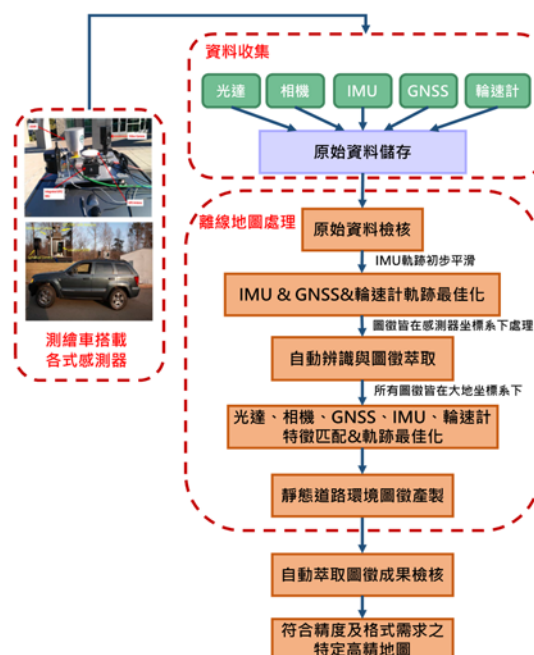 資料收集
光達
相機
IMU
GNSS
輪速計
原始資料儲存
測繪車搭載
各式感測器
離線地圖處理
原始資料檢核
IMU軌跡初步平滑
IMU & GNSS&輪速計軌跡最佳化
圖徵皆在感測器坐標系下處理
自動辨識與圖徵萃取
所有圖徵皆在大地坐標系下
光達、相機、GNSS、IMU、輪速計
特徵匹配&軌跡最佳化
靜態道路環境圖徵產製
自動萃取圖徵成果檢核
符合精度及格式需求之
特定高精地圖